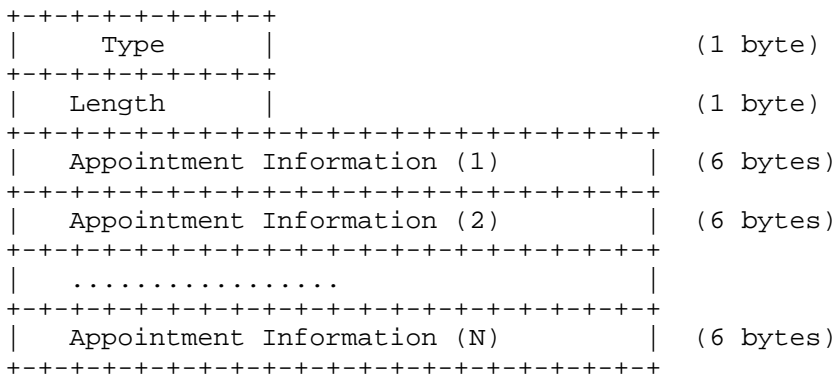 +-+-+-+-+-+-+-+-+
|     Type      |                         (1 byte)
+-+-+-+-+-+-+-+-+
|   Length      |                         (1 byte)
+-+-+-+-+-+-+-+-+-+-+-+-+-+-+-+-+-+-+-+-+
|   Appointment Information (1)         |  (6 bytes)
+-+-+-+-+-+-+-+-+-+-+-+-+-+-+-+-+-+-+-+-+
|   Appointment Information (2)         |  (6 bytes)
+-+-+-+-+-+-+-+-+-+-+-+-+-+-+-+-+-+-+-+-+
|   .................                   |
+-+-+-+-+-+-+-+-+-+-+-+-+-+-+-+-+-+-+-+-+
|   Appointment Information (N)         |  (6 bytes)
+-+-+-+-+-+-+-+-+-+-+-+-+-+-+-+-+-+-+-+-+